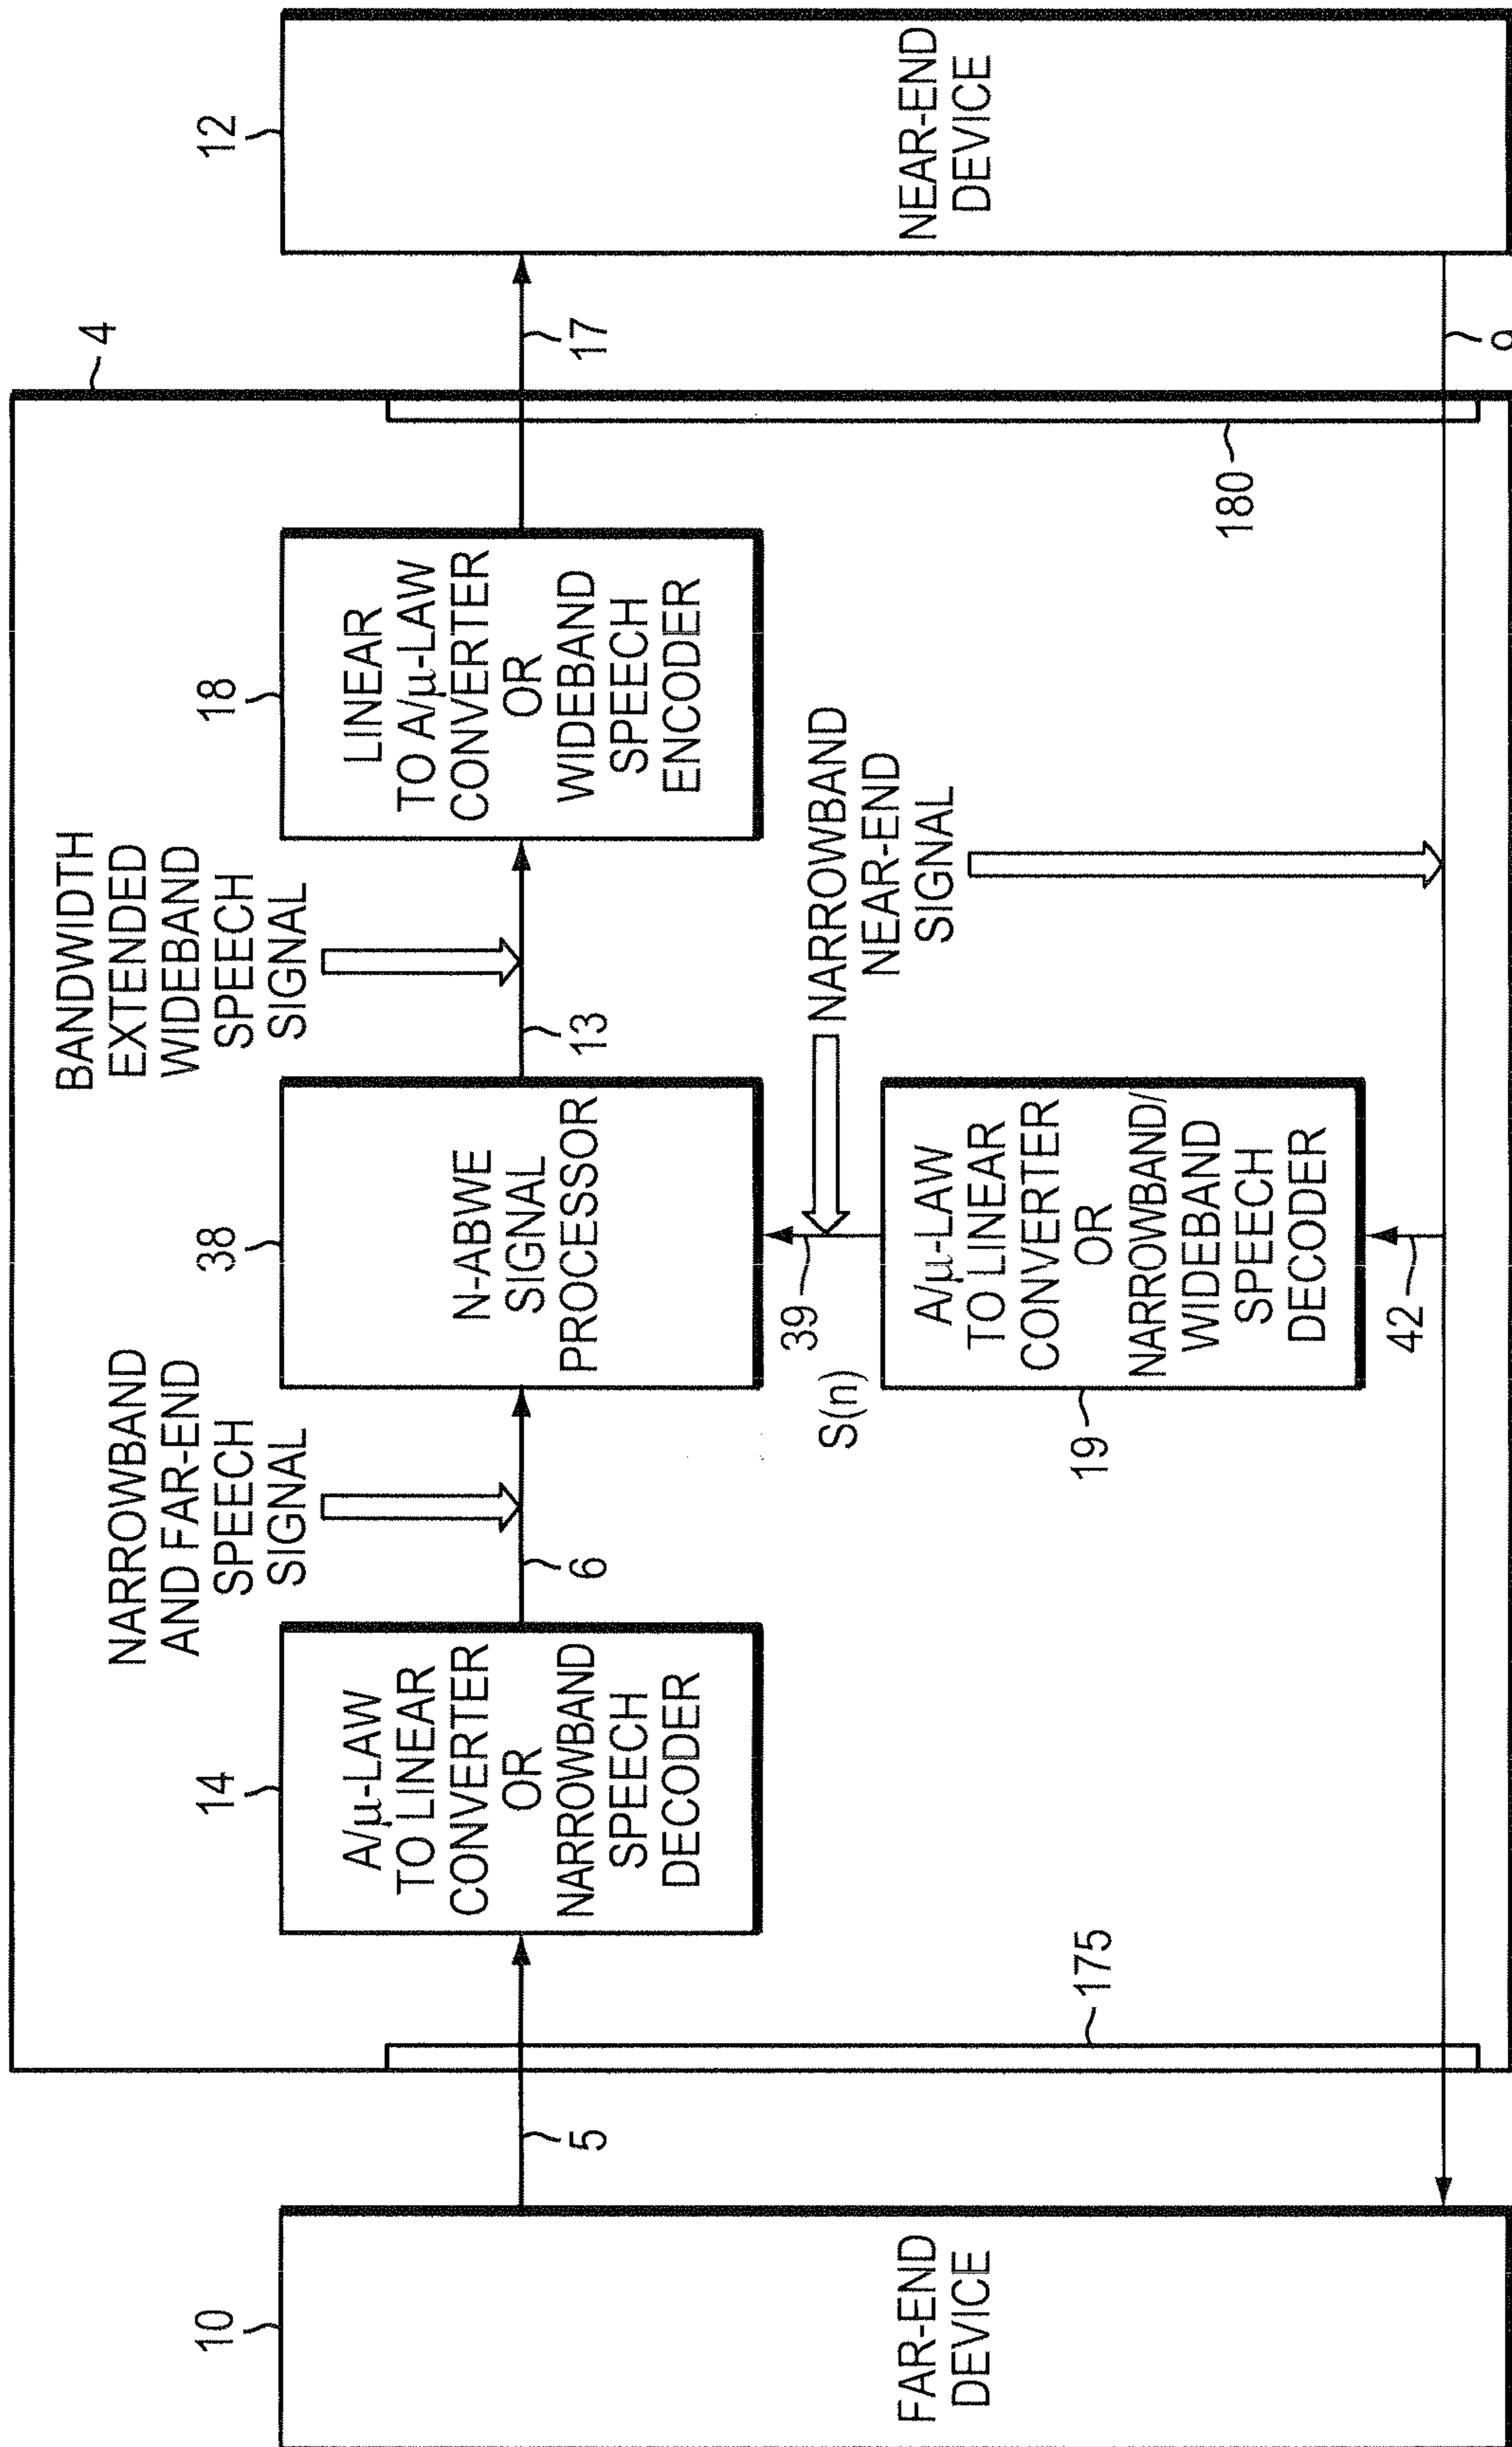 10
FAR-END
DEVICE
5
175
4
NARROWBAND
AND FAR-END
SPEECH
SIGNAL
14
A/μ-LAW
TO LINEAR
CONVERTER
OR
NARROWBAND
SPEECH
DECODER
6
38
N-ABWE
SIGNAL
PROCESSOR
BANDWIDTH
EXTENDED
WIDEBAND
SPEECH
SIGNAL
13
18
LINEAR
TO A/μ-LAW
CONVERTER
OR
WIDEBAND
SPEECH
ENCODER
17
12
NEAR-END
DEVICE
39
S(n)
NARROWBAND
NEAR-END
SIGNAL
19
A/μ-LAW
TO LINEAR
CONVERTER
OR
NARROWBAND/
WIDEBAND
SPEECH
DECODER
42
180
9